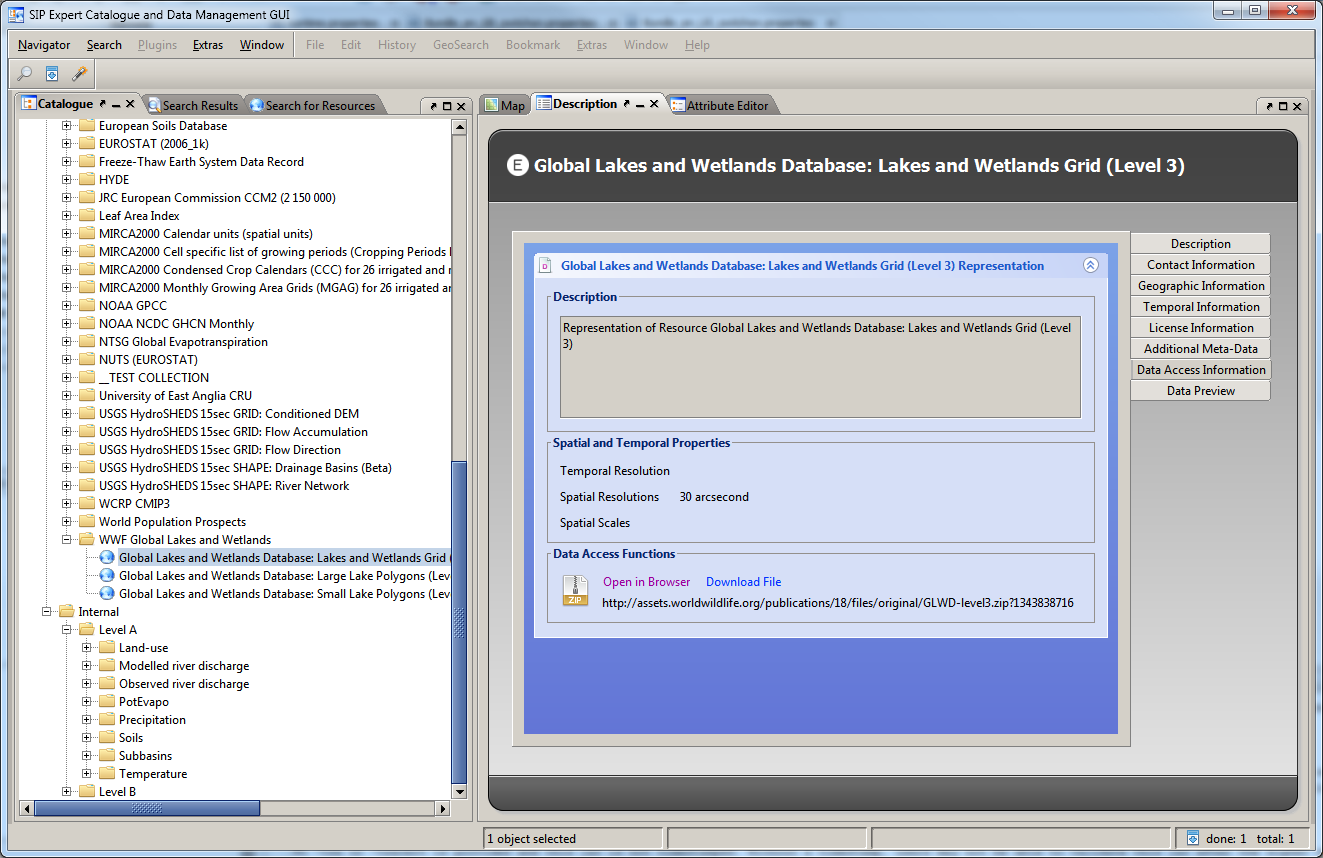 SIP Expert Catalogue and Data Management GUI
Navigator Search Plugins Extras Window File Edit History GeoSearch Bookmark Extras Window Help
Catalogue Search Results Search for Resources Map Description Attribute Editor
European Soils Database
EUROSTAT (2006_1k)
Freeze-Thaw Earth System Data Record
HYDE
JRC European Commission CCM2 (2 150 000)
Leaf Area Index
MIRCA2000 Calendar units (spatial units)
MIRCA2000 Cell specific list of growing periods (Cropping Periods
MIRCA2000 Condensed Crop Calendars (CCC) for 26 irrigated and
MIRCA2000 Monthly Growing Area Grids (MGAG) for 26 irrigated
NOAA GPCC
NOAA NCDC GHCN Monthly
NTSG Global Evapotranspiration
NUTS (EUROSTAT)
__TEST COLLECTION
University of East Anglia CRU
USGS HydroSHEDS 15sec GRID: Conditioned DEM
USGS HydroSHEDS 15sec GRID: Flow Accumulation
USGS HydroSHEDS 15sec GRID: Flow Direction
USGS HydroSHEDS 15sec SHAPE: Drainage Basins (Beta)
USGS HydroSHEDS 15sec SHAPE: River Network
WCRP CMIP3
World Population Prospects
WWF Global Lakes and Wetlands
Global Lakes and Wetlands Database: Lakes and Wetlands Grid (
Global Lakes and Wetlands Database: Large Lake Polygons (Lev
Global Lakes and Wetlands Database: Small Lake Polygons (Lev
Internal
Level A
Land-use
Modelled river discharge
Observed river discharge
PotEvapo
Precipitation
Soils
Subbasins
Temperature
Level B
E Global Lakes and Wetlands Database: Lakes and Wetlands Grid (Level 3)
Global Lakes and Wetlands Database: Lakes and Wetlands Grid (Level 3) Representation
Description
Representation of Resource Global Lakes and Wetlands Database: Lakes and Wetlands Grid (Level
3)
Spatial and Temporal Properties
Temporal Resolution
Spatial Resolutions 30 arcsecond
Spatial Scales
Data Access Functions
ZIP
Open in Browser Download File
http://assets.worldwildlife.org/publications/18/files/original/GLWD-level3.zip?1343838716
Description
Contact Information
Geographic Information
Temporal Information
License Information
Additional Meta-Data
Data Access Information
Data Preview
1 object selected
done: 1 total: 1